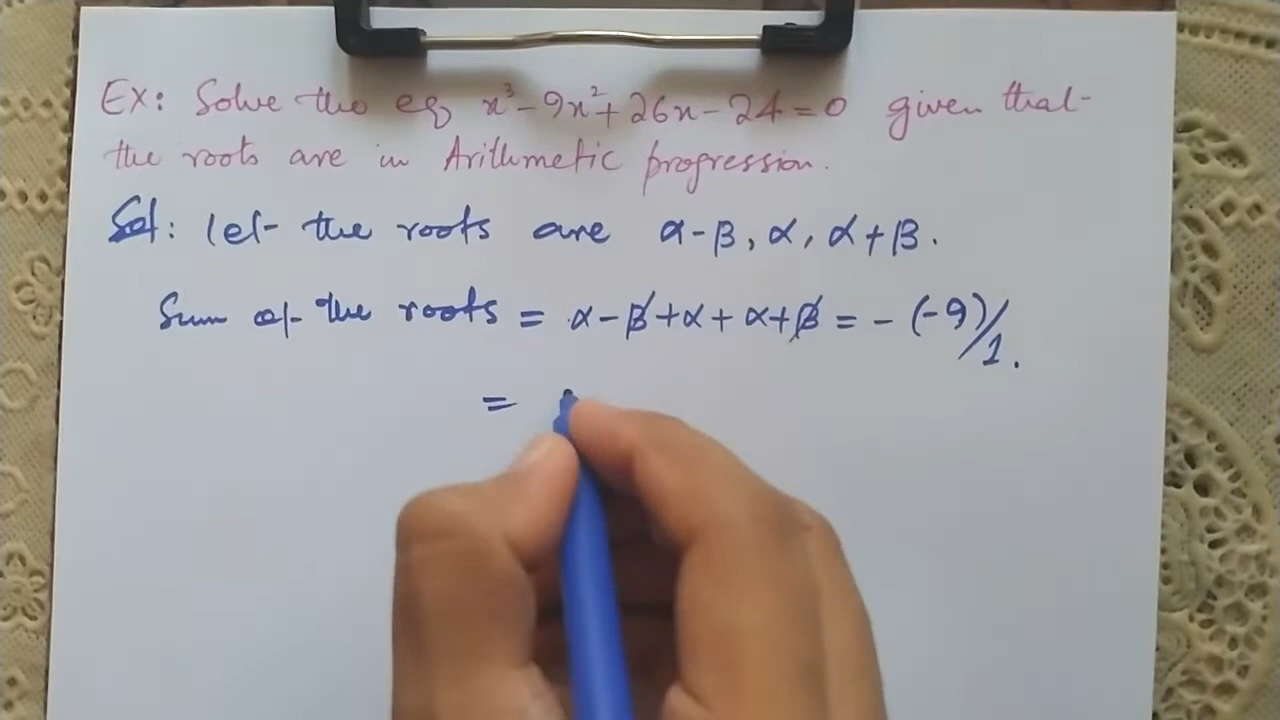 Ex: Solve the eq x³-9x²+26x-24=0 given that
the roots are in Arithmetic progression.
Sol: let the roots are α-β, α, α+β.
Sum of the roots = α-β+α+α+β = -(-9)/1.
=